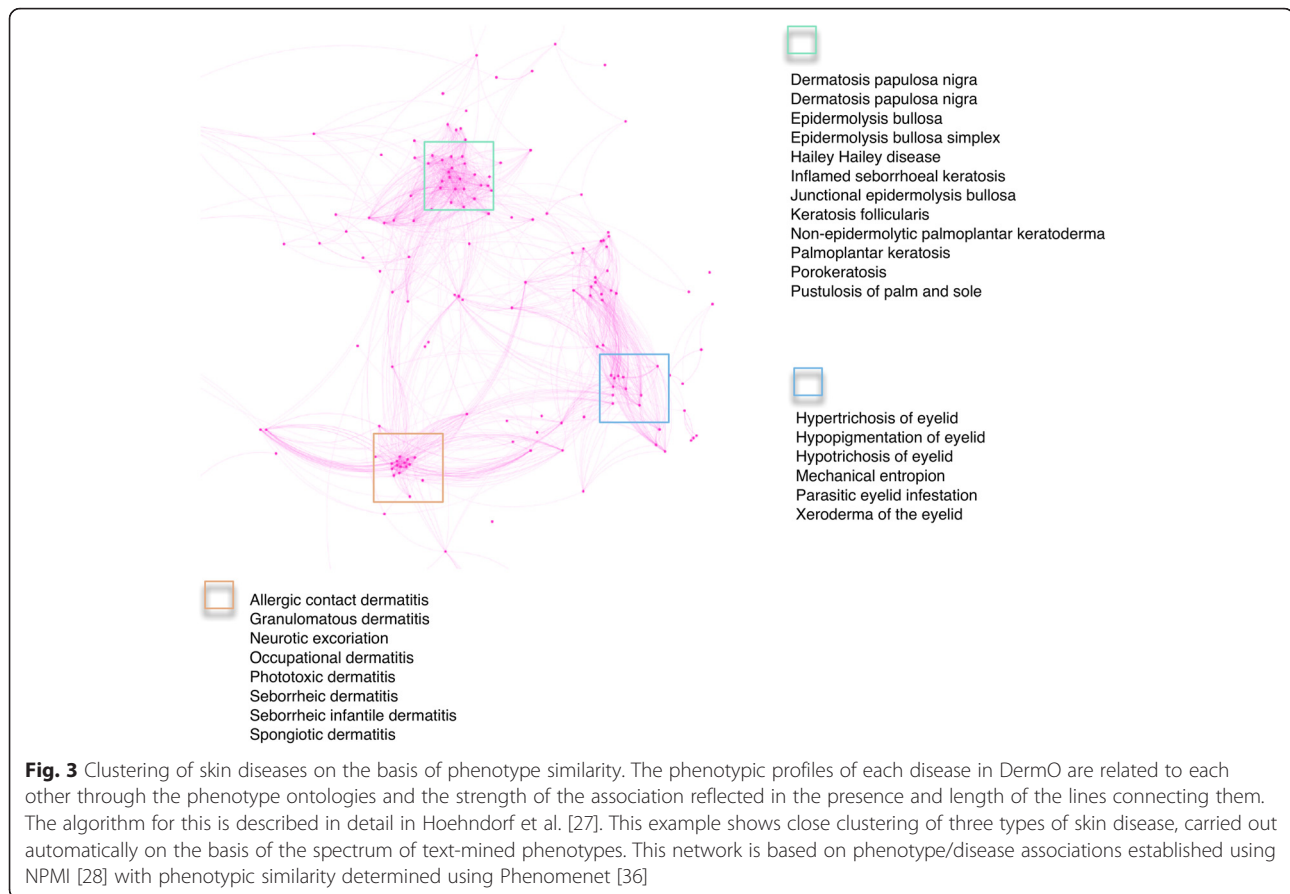 Dermatosis papulosa nigra
Dermatosis papulosa nigra
Epidermolysis bullosa
Epidermolysis bullosa simplex
Hailey Hailey disease
Inflamed seborrhoeal keratosis
Junctional epidermolysis bullosa
Keratosis follicularis
Non-epidermolytic palmoplantar keratoderma
Palmoplantar keratosis
Porokeratosis
Pustulosis of palm and sole
Hypertrichosis of eyelid
Hypopigmentation of eyelid
Hypotrichosis of eyelid
Mechanical entropion
Parasitic eyelid infestation
Xeroderma of the eyelid
Allergic contact dermatitis
Granulomatous dermatitis
Neurotic excoriation
Occupational dermatitis
Phototoxic dermatitis
Seborrheic dermatitis
Seborrheic infantile dermatitis
Spongiotic dermatitis
Fig. 3 Clustering of skin diseases on the basis of phenotype similarity. The phenotypic profiles of each disease in DermO are related to each
other through the phenotype ontologies and the strength of the association reflected in the presence and length of the lines connecting them.
The algorithm for this is described in detail in Hoehndorf et al. [27]. This example shows close clustering of three types of skin disease, carried out
automatically on the basis of the spectrum of text-mined phenotypes. This network is based on phenotype/disease associations established using
NPMI [28] with phenotypic similarity determined using Phenomenet [36]